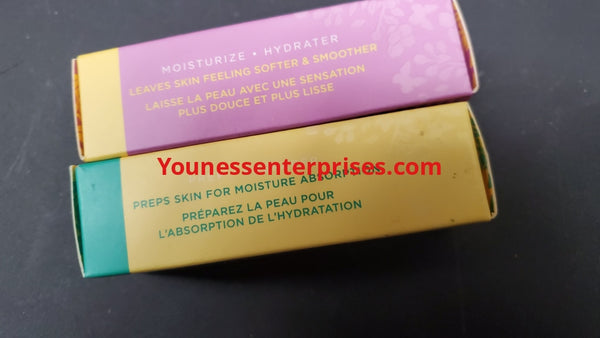 MOISTURIZE • HYDRATER
LEAVES SKIN FEELING SOFTER & SMOOTHER
LAISSE LA PEAU AVEC UNE SENSATION
PLUS DOUCE ET PLUS LISSE
Younessenterprises.com
PREPS SKIN FOR MOISTURE ABSORPTION
PRÉPAREZ LA PEAU POUR
L'ABSORPTION DE L'HYDRATATION